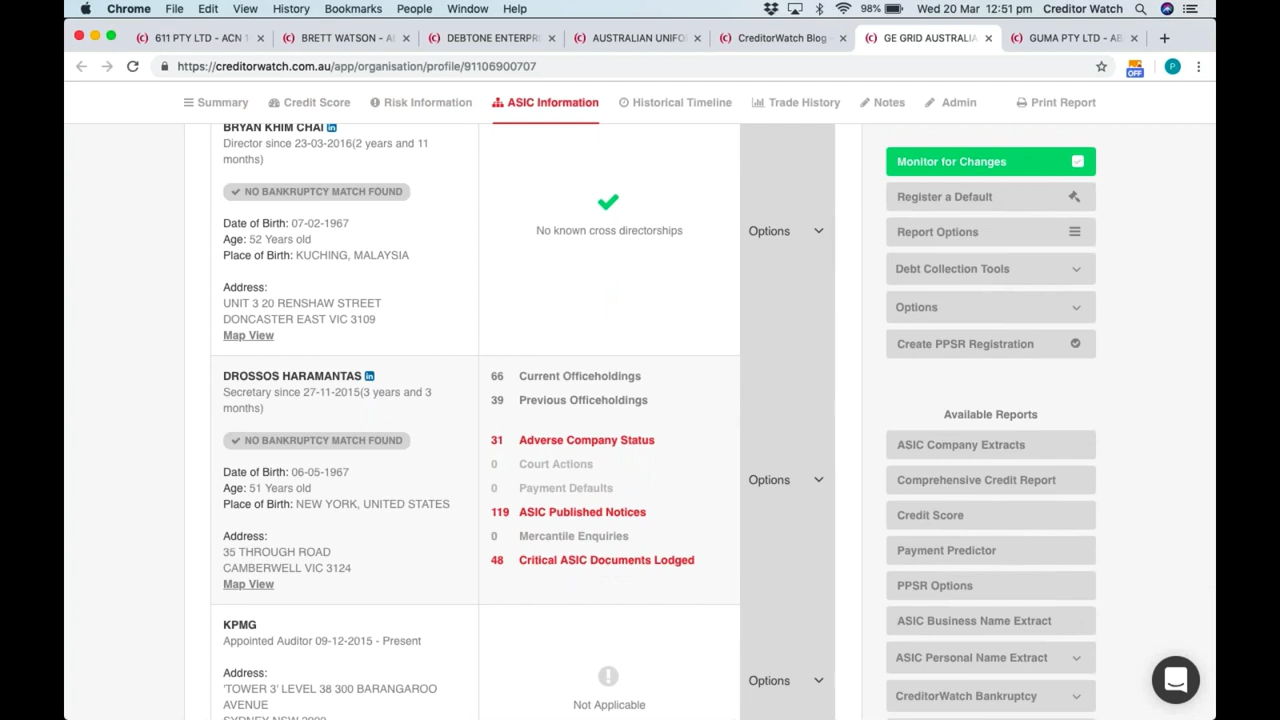 Chrome File Edit View History Bookmarks People Window Help 98% Wed 20 Mar 12:51 pm Creditor Watch
611 PTY LTD - ACN 1 BRETT WATSON - AB DEBTONE ENTERPR AUSTRALIAN UNIFO CreditorWatch Blog - GE GRID AUSTRALIA GUMA PTY LTD - AB
https://creditorwatch.com.au/app/organisation/profile/91106900707
OFF
P
Summary Credit Score Risk Information ASIC Information Historical Timeline Trade History Notes Admin Print Report
BRYAN KHIM CHAI in
Director since 23-03-2016(2 years and 11
months)
NO BANKRUPTCY MATCH FOUND
Date of Birth: 07-02-1967
Age: 52 Years old
Place of Birth: KUCHING, MALAYSIA
Address:
UNIT 3 20 RENSHAW STREET
DONCASTER EAST VIC 3109
Map View
No known cross directorships
Options
DROSSOS HARAMANTAS in
Secretary since 27-11-2015(3 years and 3
months)
NO BANKRUPTCY MATCH FOUND
Date of Birth: 06-05-1967
Age: 51 Years old
Place of Birth: NEW YORK, UNITED STATES
Address:
35 THROUGH ROAD
CAMBERWELL VIC 3124
Map View
66 Current Officeholdings
39 Previous Officeholdings
31 Adverse Company Status
0 Court Actions
0 Payment Defaults
119 ASIC Published Notices
0 Mercantile Enquiries
48 Critical ASIC Documents Lodged
Options
KPMG
Appointed Auditor 09-12-2015 - Present
Address:
'TOWER 3' LEVEL 38 300 BARANGAROO
AVENUE
SYDNEY NSW 2000
Not Applicable
Options
Monitor for Changes
Register a Default
Report Options
Debt Collection Tools
Options
Create PPSR Registration
Available Reports
ASIC Company Extracts
Comprehensive Credit Report
Credit Score
Payment Predictor
PPSR Options
ASIC Business Name Extract
ASIC Personal Name Extract
CreditorWatch Bankruptcy